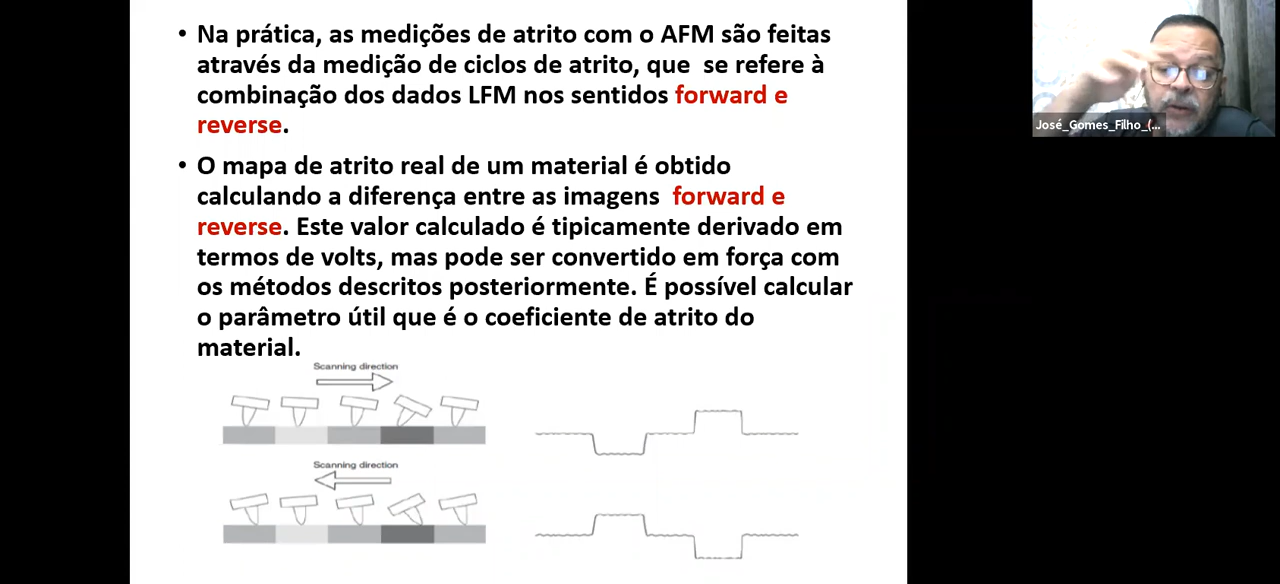 • Na prática, as medições de atrito com o AFM são feitas
através da medição de ciclos de atrito, que se refere à
combinação dos dados LFM nos sentidos forward e
reverse.
• O mapa de atrito real de um material é obtido
calculando a diferença entre as imagens forward e
reverse. Este valor calculado é tipicamente derivado em
termos de volts, mas pode ser convertido em força com
os métodos descritos posteriormente. É possível calcular
o parâmetro útil que é o coeficiente de atrito do
material.
Scanning direction
Scanning direction
José_Gomes_Filho_(...